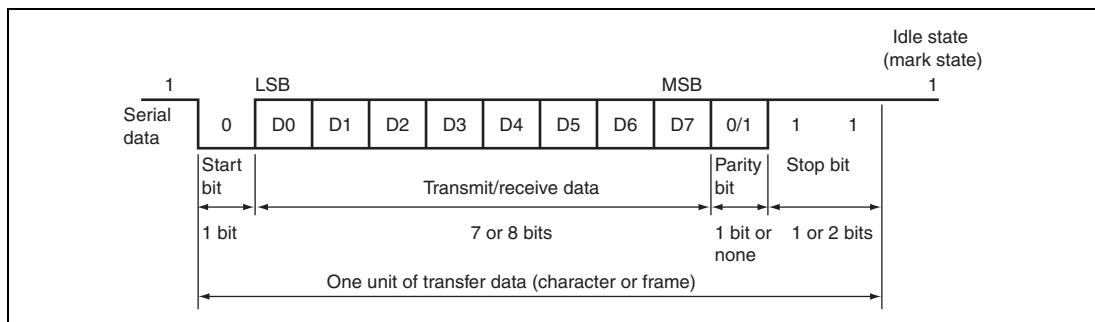 Idle state
(mark state)
1 LSB MSB 1
Serial
data
0 D0 D1 D2 D3 D4 D5 D6 D7 0/1 1 1
Start
bit
Transmit/receive data
Parity
bit
Stop bit
1 bit
7 or 8 bits
1 bit or
none
1 or 2 bits
One unit of transfer data (character or frame)